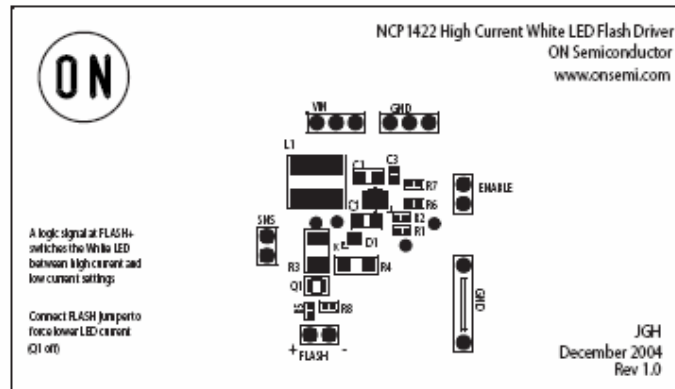 NCP1422 High Current White LED Flash Driver
ON Semiconductor
www.onsemi.com
ON
VIN
GND
L1
C3
R7
ENABLE
R6
C1
R2
SNS
R1
D1
R3
R4
Q1
R5
R8
GND
+ FLASH -
A logic signal at FLASH+
switches the White LED
between high current and
low current settings
Connect FLASH jumper to
force lower LED current
(Q1 off)
JGH
December 2004
Rev 1.0